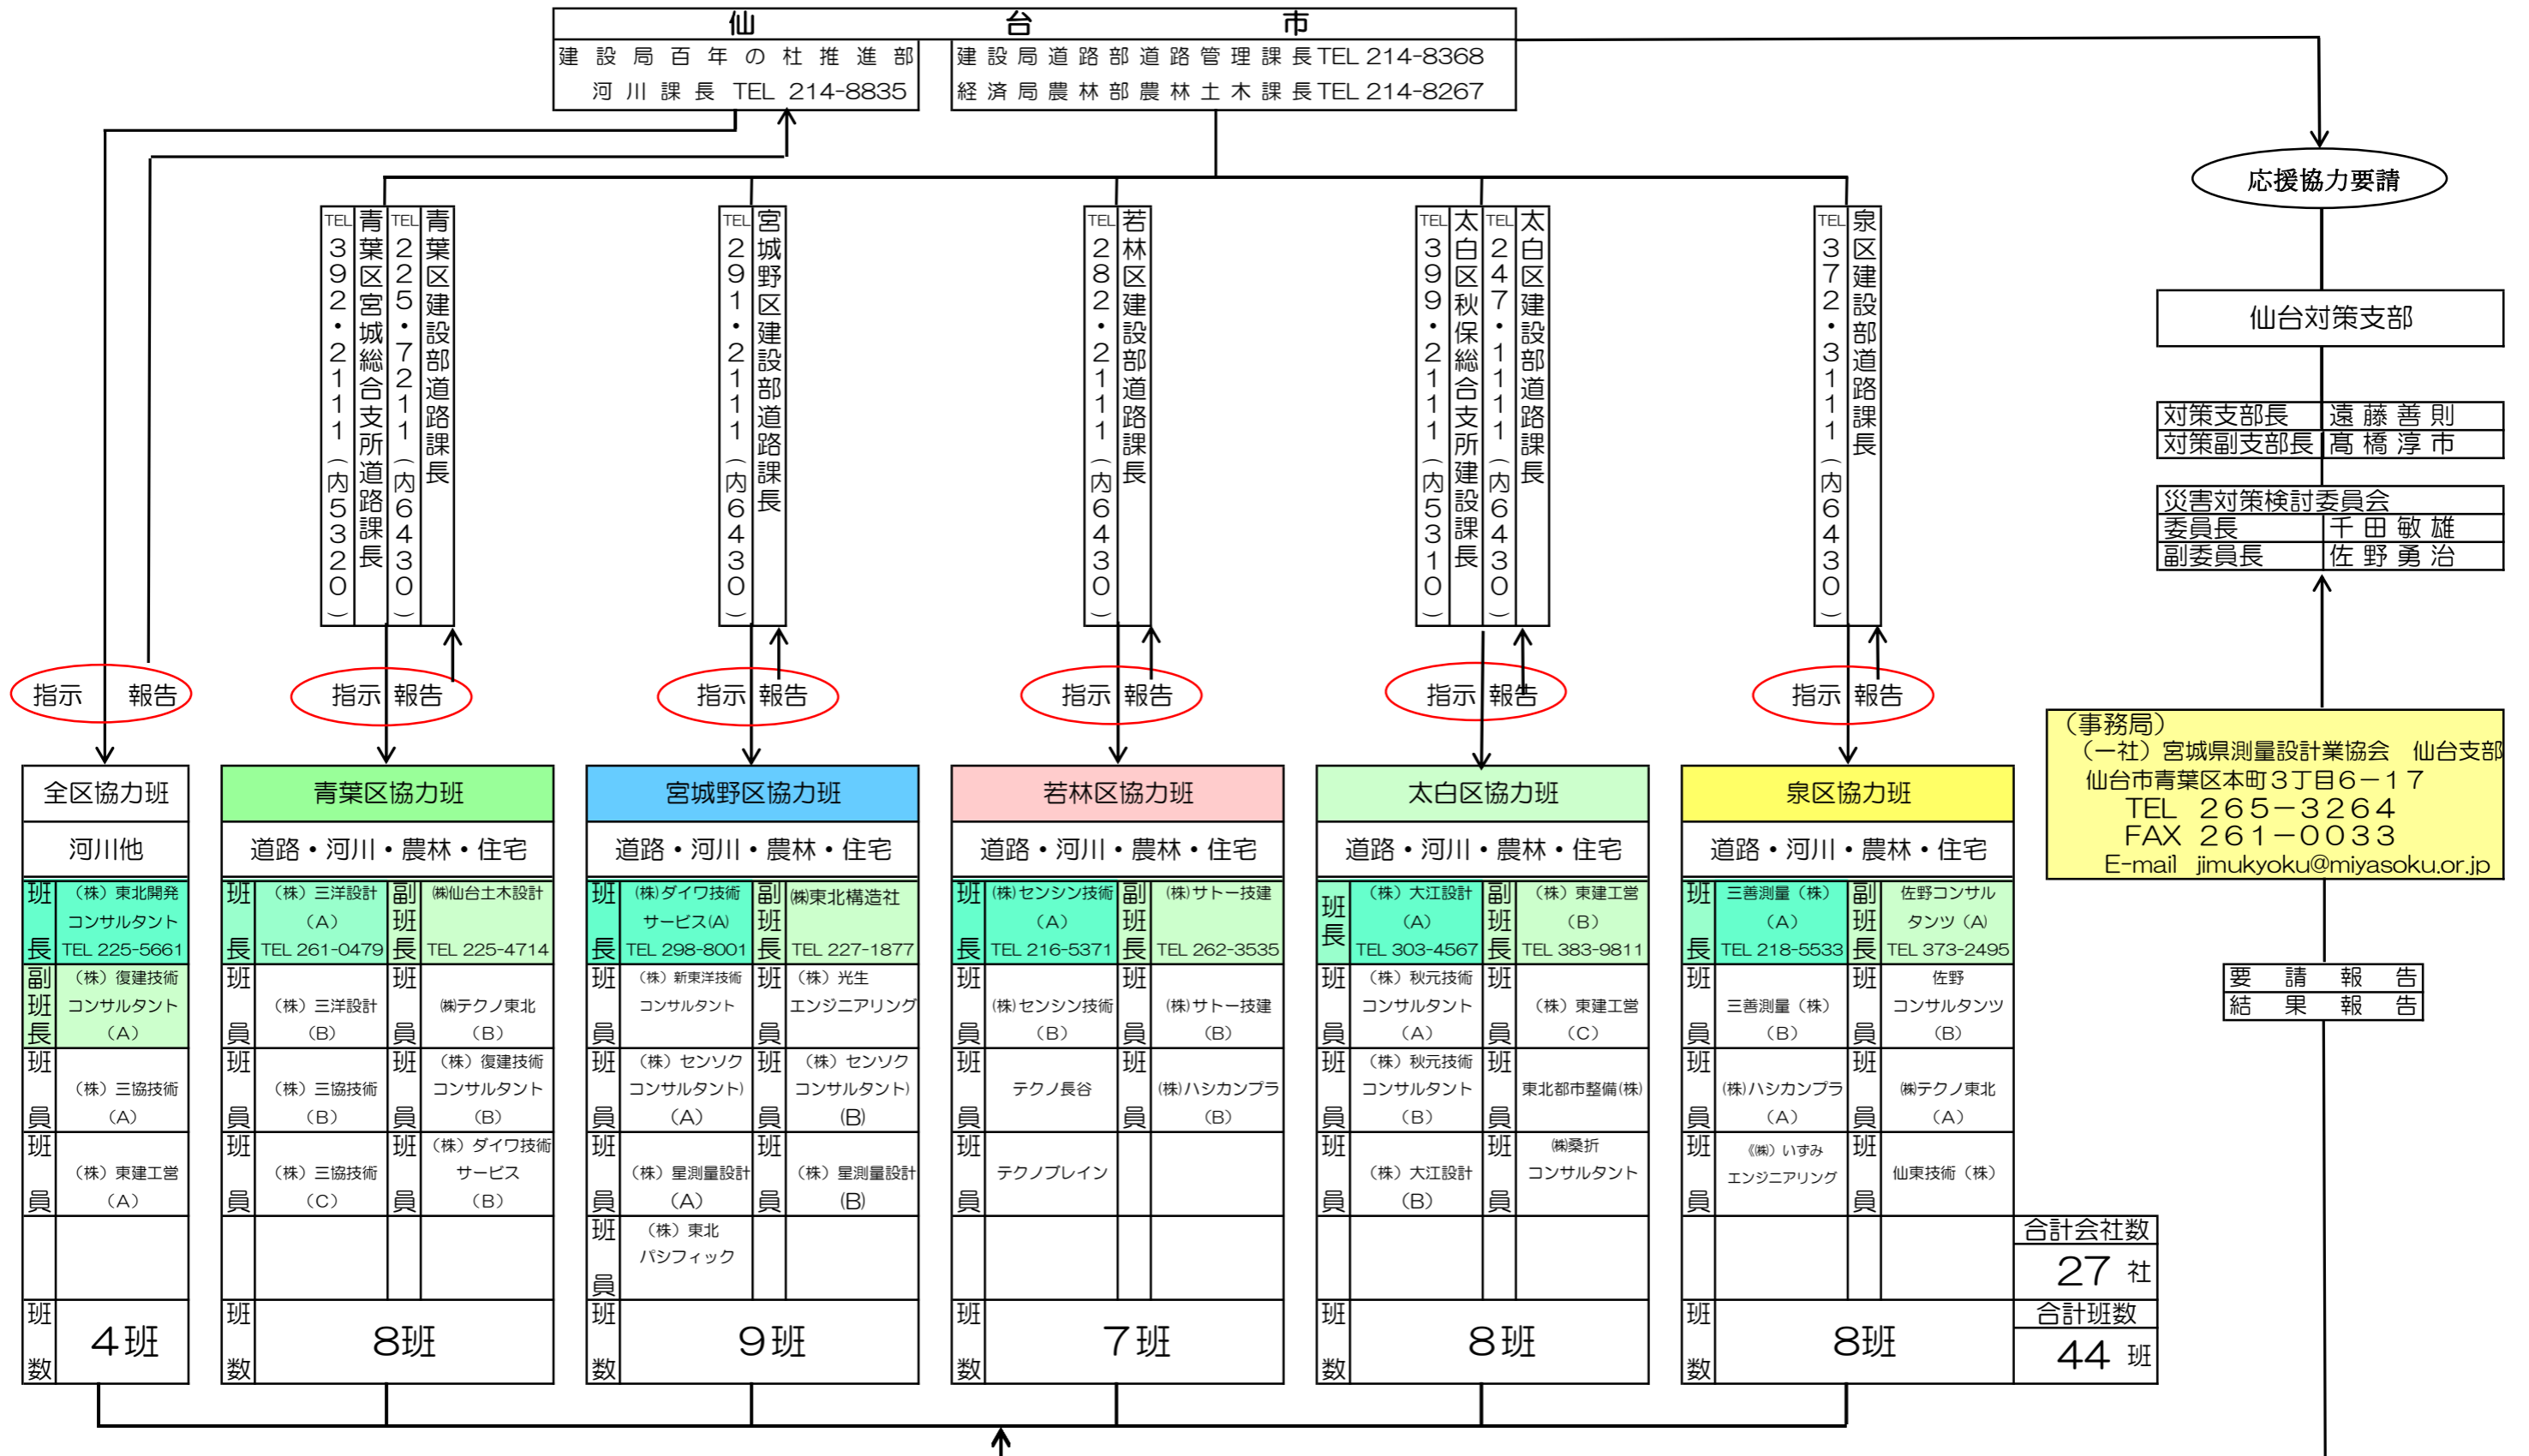 仙台市
建設局百年の杜推進部
河川課長 TEL 214-8835
建設局道路部道路管理課長TEL 214-8368
経済局農林部農林土木課長TEL 214-8267
応援協力要請
青葉区建設部道路課長
TEL 225・7211（内6430）
青葉区宮城総合支所道路課長
TEL 392・2111（内5320）
宮城野区建設部道路課長
TEL 291・2111（内6430）
若林区建設部道路課長
TEL 282・2111（内6430）
太白区建設部道路課長
TEL 247・1111（内6430）
太白区秋保総合支所建設課長
TEL 399・2111（内5310）
泉区建設部道路課長
TEL 372・3111（内6430）
仙台対策支部
対策支部長 遠藤善則
対策副支部長 髙橋淳市
災害対策検討委員会
委員長 千田敏雄
副委員長 佐野勇治
指示 報告
指示 報告
指示 報告
指示 報告
指示 報告
指示 報告
（事務局）
（一社）宮城県測量設計業協会　仙台支部
仙台市青葉区本町３丁目６－１７
TEL ２６５－３２６４
FAX ２６１－００３３
E-mail jimukyoku@miyasoku.or.jp
要請報告
結果報告
全区協力班
河川他
班長 （株）東北開発
コンサルタント
TEL 225-5661
副班長 （株）復建技術
コンサルタント
（A）
班員 （株）三協技術
（A）
班員 （株）東建工営
（A）
班数 4班
青葉区協力班
道路・河川・農林・住宅
班長 （株）三洋設計
（A）
TEL 261-0479
副班長 ㈱仙台土木設計
TEL 225-4714
班員 （株）三洋設計
（B）
班員 ㈱テクノ東北
（B）
班員 （株）三協技術
（B）
班員 （株）復建技術
コンサルタント
（B）
班員 （株）三協技術
（C）
班員 （株）ダイワ技術
サービス
（B）
班数 8班
宮城野区協力班
道路・河川・農林・住宅
班長 (株)ダイワ技術
サービス(A)
TEL 298-8001
副班長 ㈱東北構造社
TEL 227-1877
班員 （株）新東洋技術
コンサルタント
班員 （株）光生
エンジニアリング
班員 （株）センソク
コンサルタント)
（A）
班員 （株）センソク
コンサルタント)
(B)
班員 （株）星測量設計
（A）
班員 （株）星測量設計
(B)
班員 （株）東北
パシフィック
班数 9班
若林区協力班
道路・河川・農林・住宅
班長 (株)センシン技術
（A）
TEL 216-5371
副班長 (株)サトー技建
TEL 262-3535
班員 (株)センシン技術
（B）
班員 (株)サトー技建
（B）
班員 テクノ長谷
班員 (株)ハシカンプラ
（B）
班員 テクノブレイン
班数 7班
太白区協力班
道路・河川・農林・住宅
班長 （株）大江設計
（A）
TEL 303-4567
副班長 （株）東建工営
（B）
TEL 383-9811
班員 （株）秋元技術
コンサルタント
（A）
班員 （株）東建工営
（C）
班員 （株）秋元技術
コンサルタント
（B）
班員 東北都市整備(株)
班員 （株）大江設計
（B）
班員 ㈱桑折
コンサルタント
班数 8班
泉区協力班
道路・河川・農林・住宅
班長 三善測量（株）
（A）
TEL 218-5533
副班長 佐野コンサル
タンツ（A）
TEL 373-2495
班員 三善測量（株）
（B）
班員 佐野
コンサルタンツ
（B）
班員 (株)ハシカンプラ
（A）
班員 ㈱テクノ東北
（A）
班員 《㈱）いずみ
エンジニアリング
班員 仙東技術（株）
班数 8班
合計会社数
27 社
合計班数
44 班